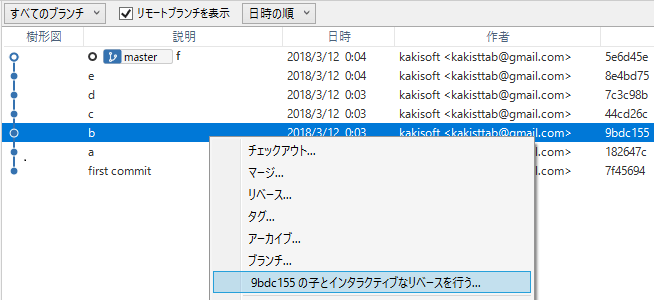 すべてのブランチ リモートブランチを表示 日時の順
樹形図 説明 日時 作者
master f 2018/3/12 0:04 kakisoft <kakisttab@gmail.com> 5e6d45e
e 2018/3/12 0:04 kakisoft <kakisttab@gmail.com> 8e4bd75
d 2018/3/12 0:03 kakisoft <kakisttab@gmail.com> 7c3c98b
c 2018/3/12 0:03 kakisoft <kakisttab@gmail.com> 44cd26c
b 2018/3/12 0:03 kakisoft <kakisttab@gmail.com> 9bdc155
a .com> 182647c
first commit .com> 7f45694
チェックアウト...
マージ...
リベース...
タグ...
アーカイブ...
ブランチ...
9bdc155 の子とインタラクティブなリベースを行う...